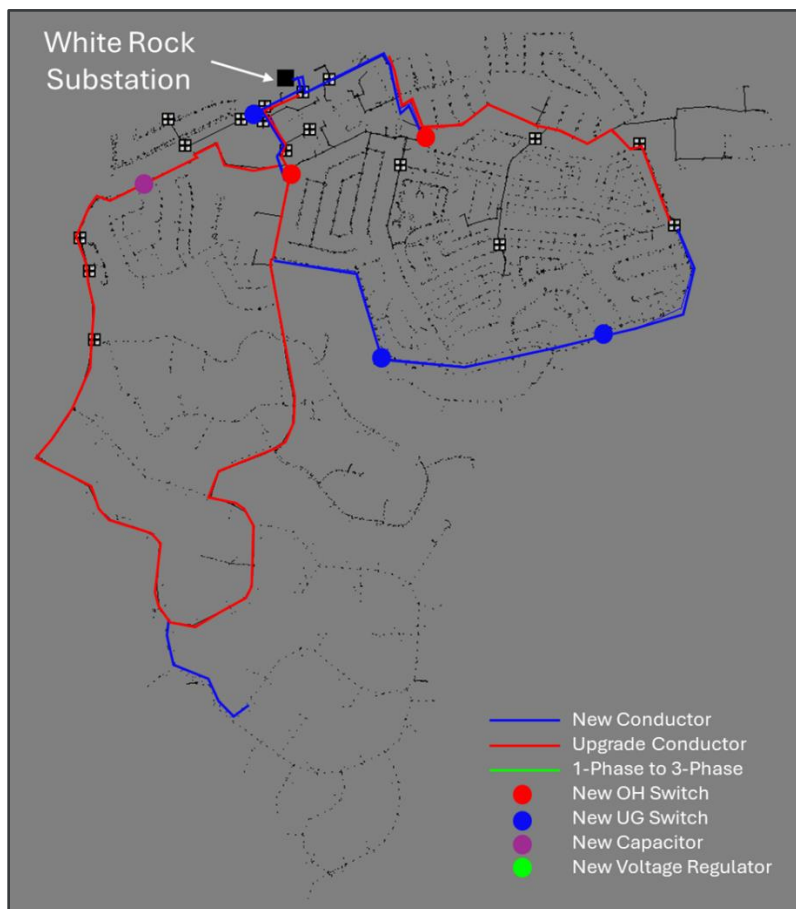 White Rock
Substation
New Conductor
Upgrade Conductor
1-Phase to 3-Phase
New OH Switch
New UG Switch
New Capacitor
New Voltage Regulator